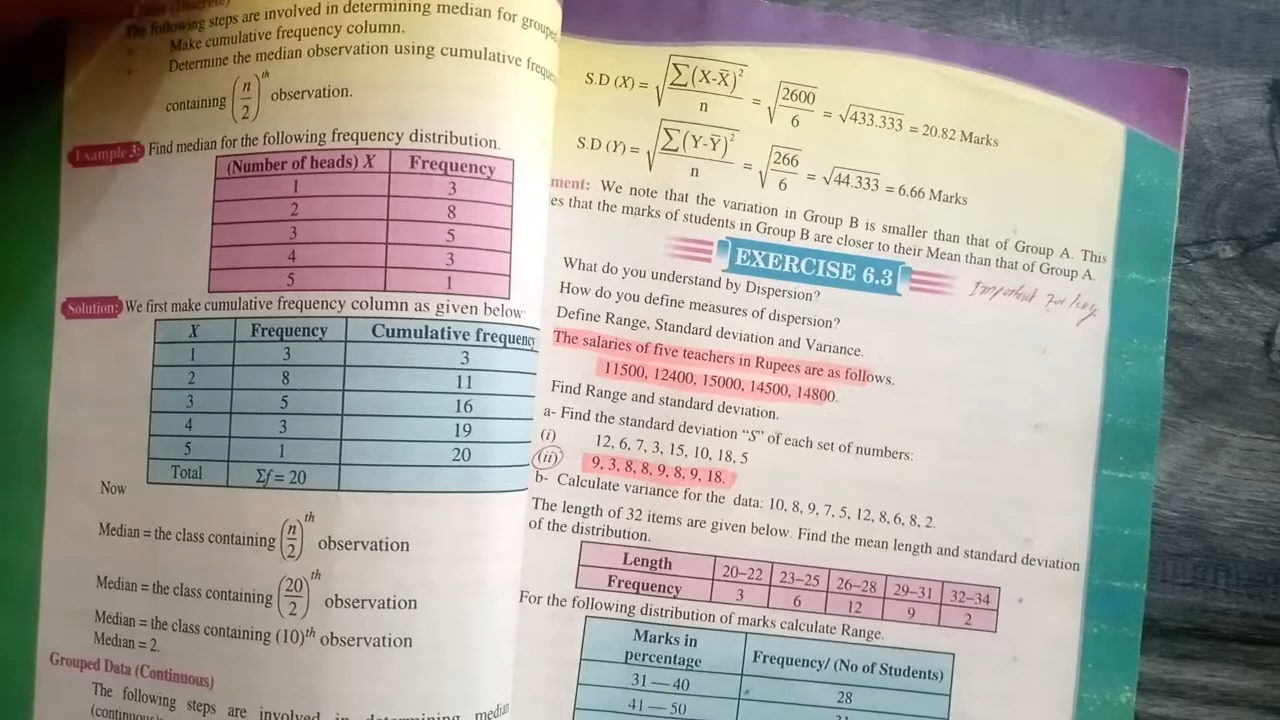 The following steps are involved in determining median for grouped
Make cumulative frequency column.
Determine the median observation using cumulative
containing (n/2)th observation.
Example 3: Find median for the following frequency distribution.
(Number of heads) X Frequency
1 3
2 8
3 5
4 3
5 1
Solution: We first make cumulative frequency column as given below:
X Frequency Cumulative frequency
1 3 3
2 8 11
3 5 16
4 3 19
5 1 20
Total Σf = 20
Now
Median = the class containing (n/2)th observation
Median = the class containing (20/2)th observation
Median = the class containing (10)th observation
Median = 2.
Grouped Data (Continuous)
The following steps are involved in determining median
(continuous)
S.D (X) = √(∑(X-X̄)²/n) = √(2600/6) = √433.333 = 20.82 Marks
S.D (Y) = √(∑(Y-Ȳ)²/n) = √(266/6) = √44.333 = 6.66 Marks
ment: We note that the variation in Group B is smaller than that of Group A. This
es that the marks of students in Group B are closer to their Mean than that of Group A.
EXERCISE 6.3
Important For long
What do you understand by Dispersion?
How do you define measures of dispersion?
Define Range, Standard deviation and Variance.
The salaries of five teachers in Rupees are as follows.
11500, 12400, 15000, 14500, 14800.
Find Range and standard deviation.
a- Find the standard deviation "S" of each set of numbers:
(i) 12, 6, 7, 3, 15, 10, 18, 5
(ii) 9, 3, 8, 8, 9, 8, 9, 18.
b- Calculate variance for the data: 10, 8, 9, 7, 5, 12, 8, 6, 8, 2.
The length of 32 items are given below. Find the mean length and standard deviation
of the distribution.
Length 20–22 23–25 26–28 29–31 32–34
Frequency 3 6 12 9 2
For the following distribution of marks calculate Range.
Marks in percentage Frequency/ (No of Students)
31 — 40 28
41 — 50